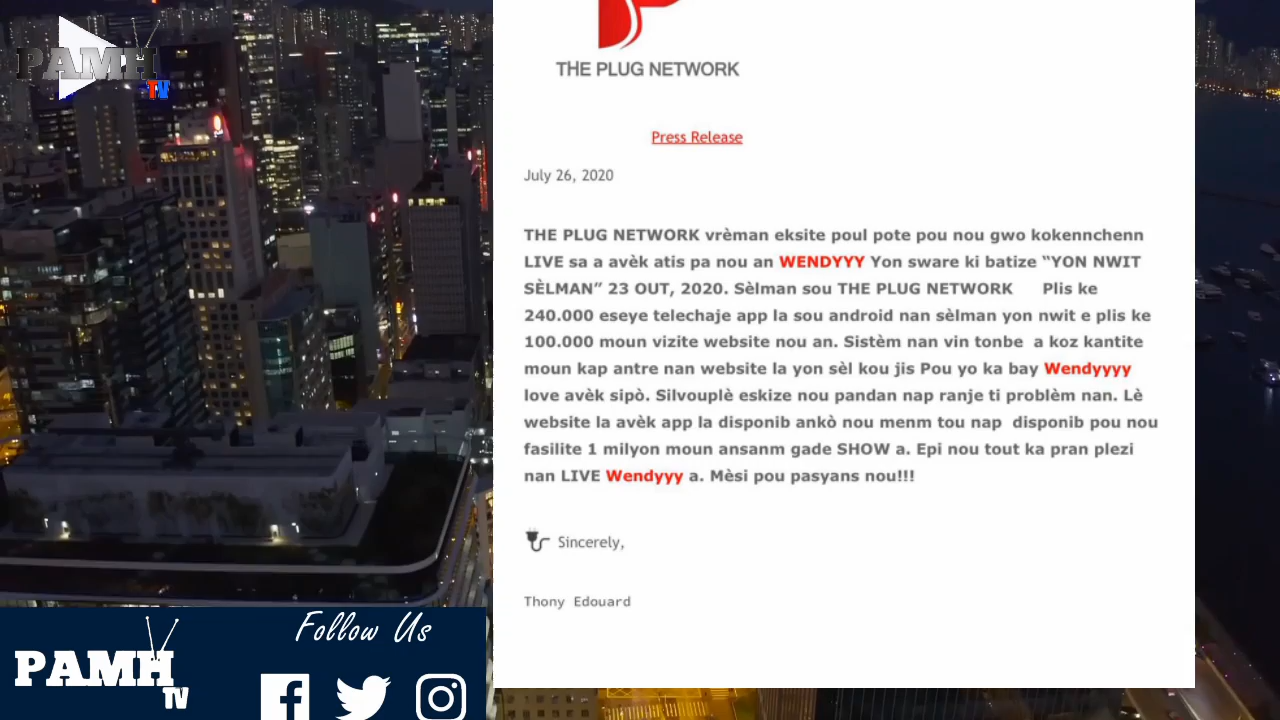 PAMH
TV
THE PLUG NETWORK
Press Release
July 26, 2020
THE PLUG NETWORK vrèman eksite poul pote pou nou gwo kokennchenn
LIVE sa a avèk atis pa nou an WENDYYY Yon sware ki batize “YON NWIT
SÈLMAN” 23 OUT, 2020. Sèlman sou THE PLUG NETWORK Plis ke
240.000 eseye telechaje app la sou android nan sèlman yon nwit e plis ke
100.000 moun vizite website nou an. Sistèm nan vin tonbe a koz kantite
moun kap antre nan website la yon sèl kou jis Pou yo ka bay Wendyyyy
love avèk sipò. Silvouplè eskize nou pandan nap ranje ti problèm nan. Lè
website la avèk app la disponib ankò nou menm tou nap disponib pou nou
fasilite 1 milyon moun ansanm gade SHOW a. Epi nou tout ka pran plezi
nan LIVE Wendyyy a. Mèsi pou pasyans nou!!!
Sincerely,
Thony Edouard
Follow Us
PAMH
TV